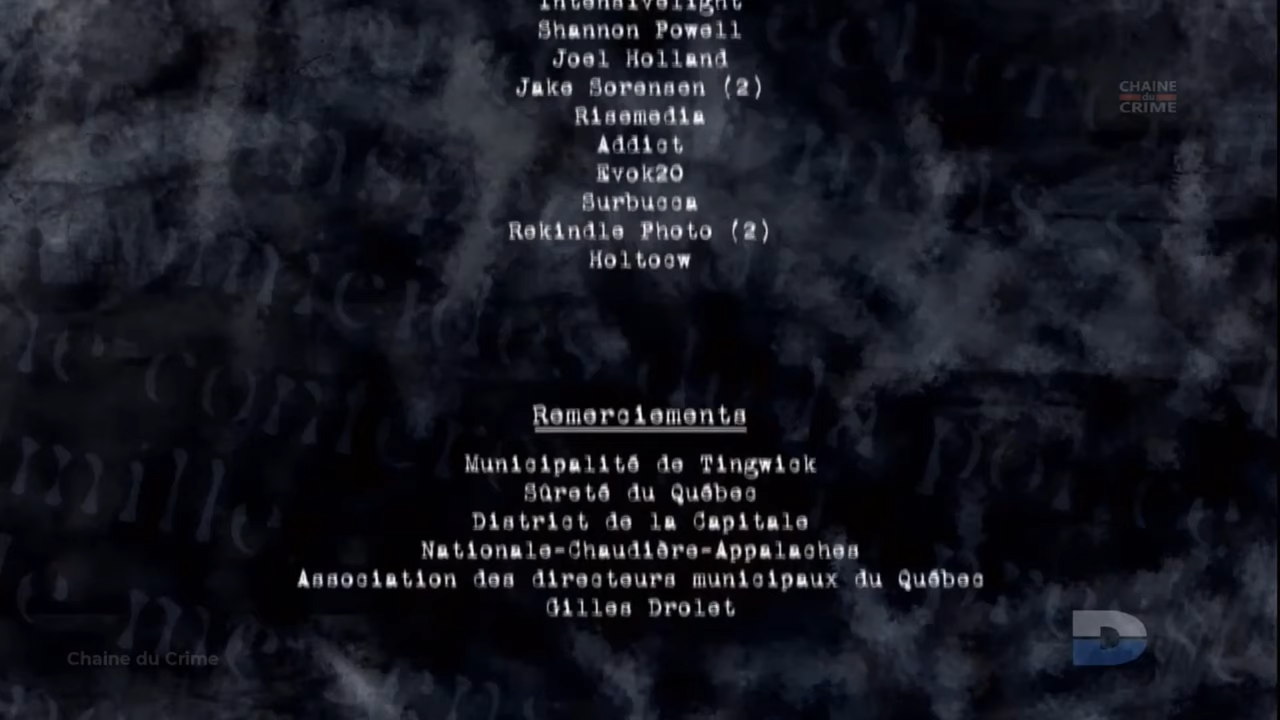 Intensivelight
Shannon Powell
Joel Holland
Jake Sorensen (2)
Risemedia
Addict
Evok20
Surbucca
Rekindle Photo (2)
Holtocw
CHAINE
du
CRIME
Remerciements
Municipalité de Tingwick
Sûreté du Québec
District de la Capitale
Nationale-Chaudière-Appalaches
Association des directeurs municipaux du Québec
Gilles Drolet
D
Chaine du Crime